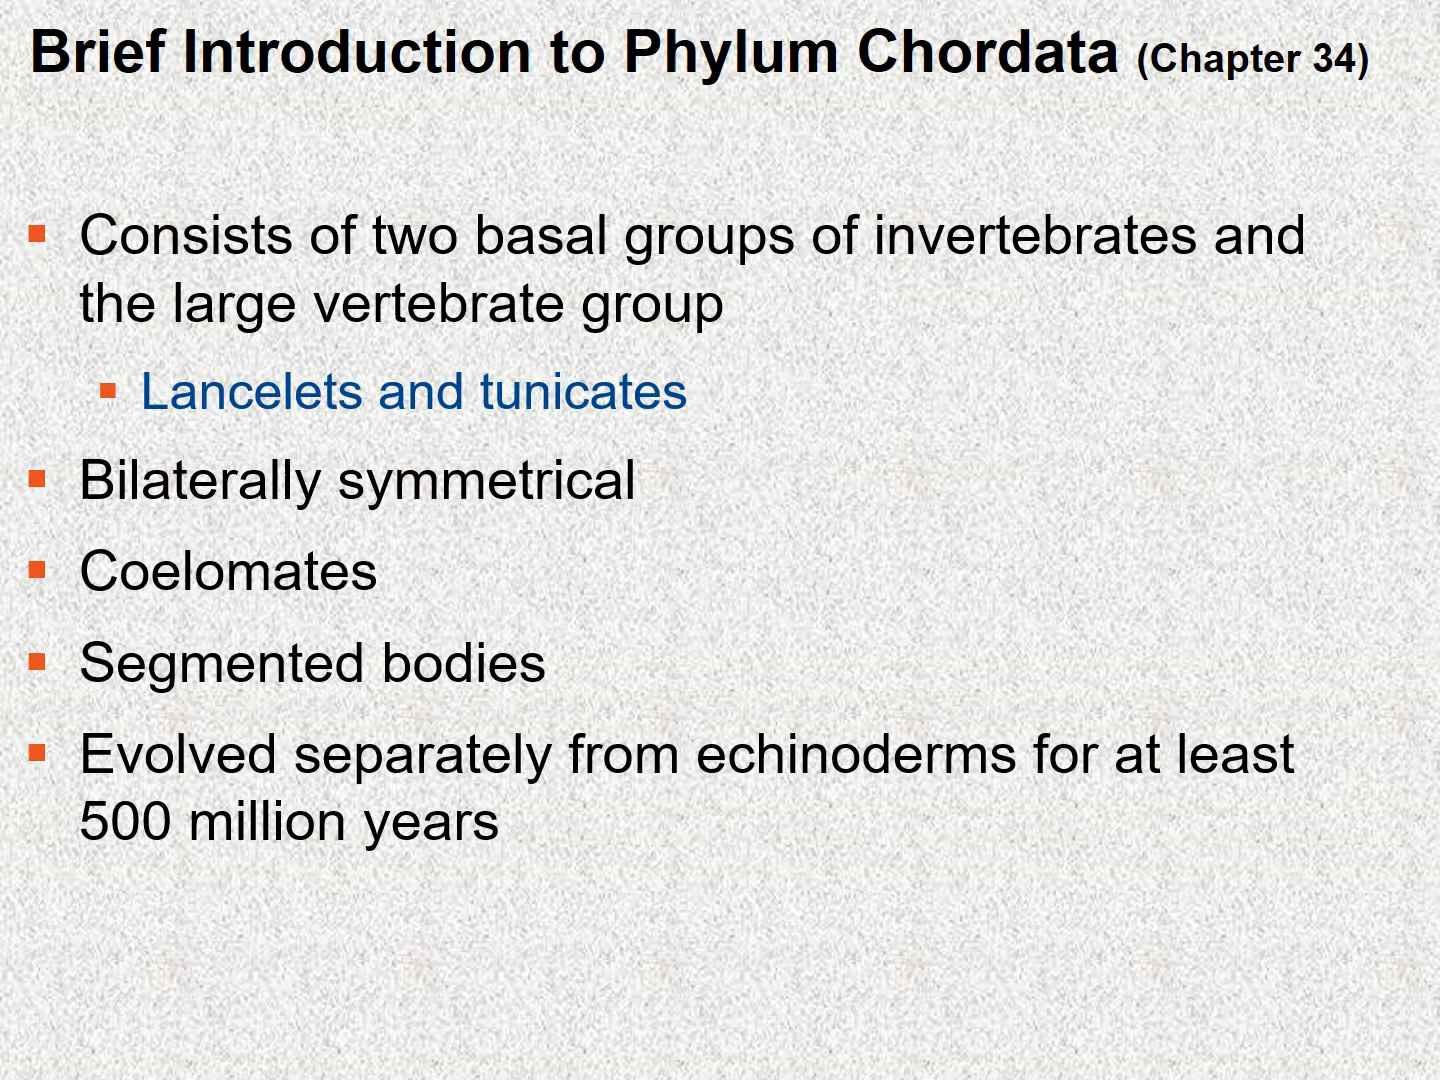 Brief Introduction to Phylum Chordata (Chapter 34)
Consists of two basal groups of invertebrates and
the large vertebrate group
Lancelets and tunicates
Bilaterally symmetrical
Coelomates
Segmented bodies
Evolved separately from echinoderms for at least
500 million years